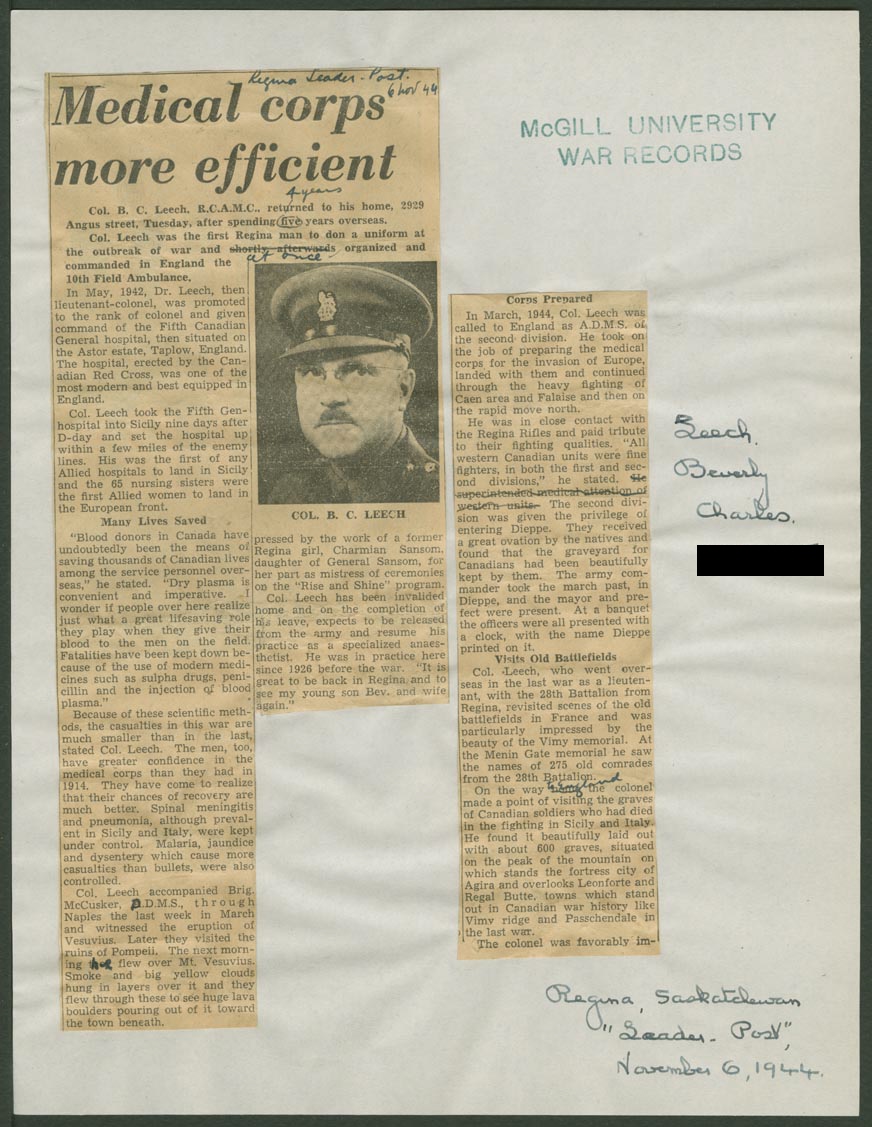 Regina Leader-Post.
6 Nov 44
Medical corps
more efficient
4 years
Col. B. C. Leech, R.C.A.M.C., returned to his home, 2929
Angus street, Tuesday, after spending five years overseas.
Col. Leech was the first Regina man to don a uniform at
the outbreak of war and shortly afterwards organized and
at once
commanded in England the
10th Field Ambulance.
In May, 1942, Dr. Leech, then
lieutenant-colonel, was promoted
to the rank of colonel and given
command of the Fifth Canadian
General hospital, then situated on
the Astor estate, Taplow, England.
The hospital, erected by the Can-
adian Red Cross, was one of the
most modern and best equipped in
England.
Col. Leech took the Fifth Gen-
hospital into Sicily nine days after
D-day and set the hospital up
within a few miles of the enemy
lines. His was the first of any
Allied hospitals to land in Sicily
and the 65 nursing sisters were
the first Allied women to land in
the European front.
Many Lives Saved
"Blood donors in Canada have
undoubtedly been the means of
saving thousands of Canadian lives
among the service personnel over-
seas," he stated. "Dry plasma is
convenient and imperative. I
wonder if people over here realize
just what a great lifesaving role
they play when they give their
blood to the men on the field.
Fatalities have been kept down be-
cause of the use of modern medi-
cines such as sulpha drugs, peni-
cillin and the injection of blood
plasma."
Because of these scientific meth-
ods, the casualties in this war are
much smaller than in the last,
stated Col. Leech. The men, too,
have greater confidence in the
medical corps than they had in
1914. They have come to realize
that their chances of recovery are
much better. Spinal meningitis
and pneumonia, although preval-
ent in Sicily and Italy, were kept
under control. Malaria, jaundice
and dysentery which cause more
casualties than bullets, were also
controlled.
Col. Leech accompanied Brig.
McCusker, D.D.M.S., through
Naples the last week in March
and witnessed the eruption of
Vesuvius. Later they visited the
ruins of Pompeii. The next morn-
ing he flew over Mt. Vesuvius.
Smoke and big yellow clouds
hung in layers over it and they
flew through these to see huge lava
boulders pouring out of it toward
the town beneath.
COL. B. C. LEECH
pressed by the work of a former
Regina girl, Charmian Sansom,
daughter of General Sansom, for
her part as mistress of ceremonies
on the "Rise and Shine" program.
Col. Leech has been invalided
home and on the completion of
his leave, expects to be released
from the army and resume his
practice as a specialized anaes-
thetist. He was in practice here
since 1926 before the war. "It is
great to be back in Regina and to
see my young son Bev. and wife
again."
Corps Prepared
In March, 1944, Col. Leech was
called to England as A.D.M.S. of
the second division. He took on
the job of preparing the medical
corps for the invasion of Europe,
landed with them and continued
through the heavy fighting of
Caen area and Falaise and then on
the rapid move north.
He was in close contact with
the Regina Rifles and paid tribute
to their fighting qualities. "All
western Canadian units were fine
fighters, in both the first and sec-
ond divisions," he stated. He
superintended medical attention of
western units. The second divi-
sion was given the privilege of
entering Dieppe. They received
a great ovation by the natives and
found that the graveyard for
Canadians had been beautifully
kept by them. The army com-
mander took the march past, in
Dieppe, and the mayor and pre-
fect were present. At a banquet
the officers were all presented with
a clock, with the name Dieppe
printed on it.
Visits Old Battlefields
Col. Leech, who went over-
seas in the last war as a lieuten-
ant, with the 28th Battalion from
Regina, revisited scenes of the old
battlefields in France and was
particularly impressed by the
beauty of the Vimy memorial. At
the Menin Gate memorial he saw
the names of 275 old comrades
from the 28th Battalion.
to England
On the way the colonel
made a point of visiting the graves
of Canadian soldiers who had died
in the fighting in Sicily and Italy.
He found it beautifully laid out
with about 600 graves, situated
on the peak of the mountain on
which stands the fortress city of
Agira and overlooks Leonforte and
Regal Butte, towns which stand
out in Canadian war history like
Vimy ridge and Passchendale in
the last war.
The colonel was favorably im-
McGILL UNIVERSITY
WAR RECORDS
Leech.
Beverly
Charles.
Regina, Saskatchewan
"Leader-Post",
November 6, 1944.